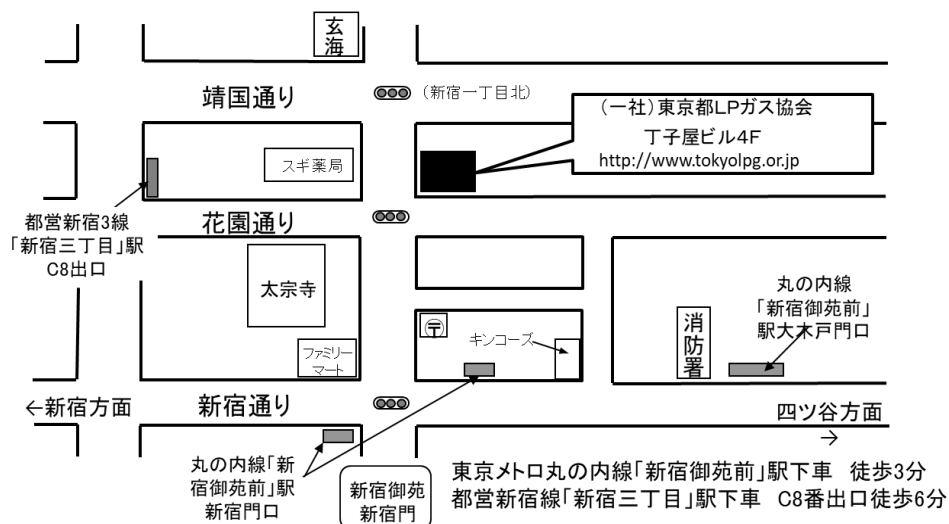 玄
海
靖国通り
(新宿一丁目北)
(一社)東京都LPガス協会
丁子屋ビル4F
http://www.tokyolpg.or.jp
スギ薬局
都営新宿3線
「新宿三丁目」駅
C8出口
花園通り
太宗寺
〒
キンコーズ
消
防
署
丸の内線
「新宿御苑前」
駅大木戸門口
ファミリー
マート
←新宿方面
新宿通り
四ツ谷方面
→
丸の内線「新
宿御苑前」駅
新宿門口
新宿御苑
新宿門
東京メトロ丸の内線「新宿御苑前」駅下車 徒歩3分
都営新宿線「新宿三丁目」駅下車 C8番出口徒歩6分